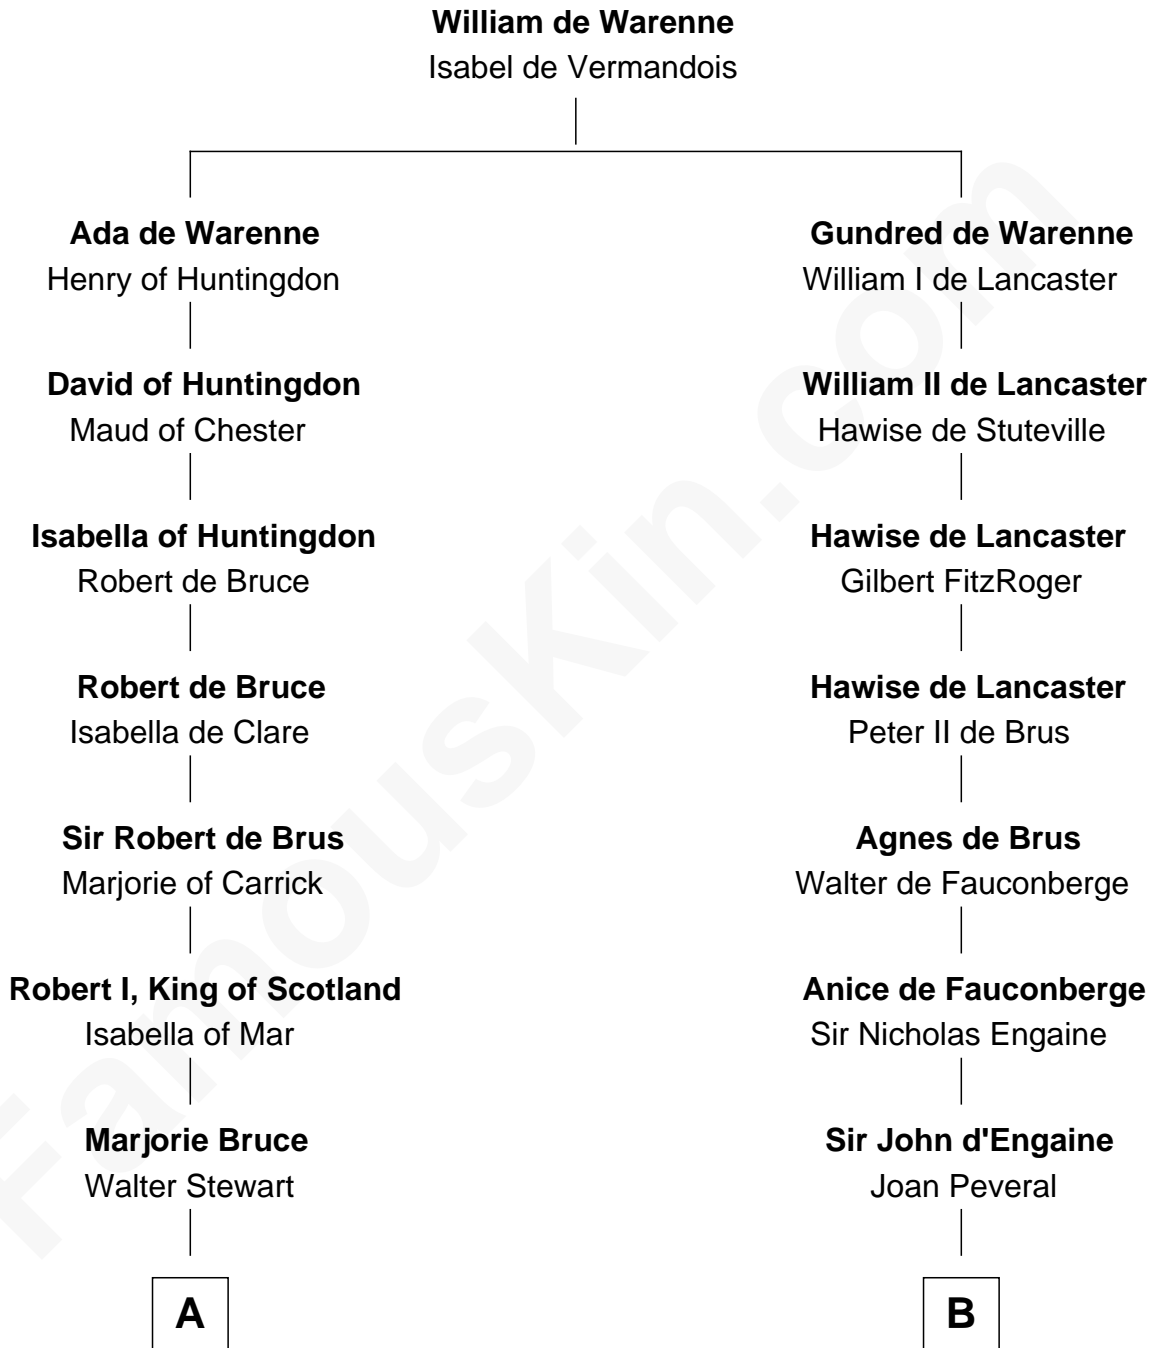 William de Warenne
Isabel de Vermandois
Ada de Warenne
Henry of Huntingdon
David of Huntingdon
Maud of Chester
Isabella of Huntingdon
Robert de Bruce
Robert de Bruce
Isabella de Clare
Sir Robert de Brus
Marjorie of Carrick
Robert I, King of Scotland
Isabella of Mar
Marjorie Bruce
Walter Stewart
A
Gundred de Warenne
William I de Lancaster
William II de Lancaster
Hawise de Stuteville
Hawise de Lancaster
Gilbert FitzRoger
Hawise de Lancaster
Peter II de Brus
Agnes de Brus
Walter de Fauconberge
Anice de Fauconberge
Sir Nicholas Engaine
Sir John d'Engaine
Joan Peveral
B
FamousKin.com